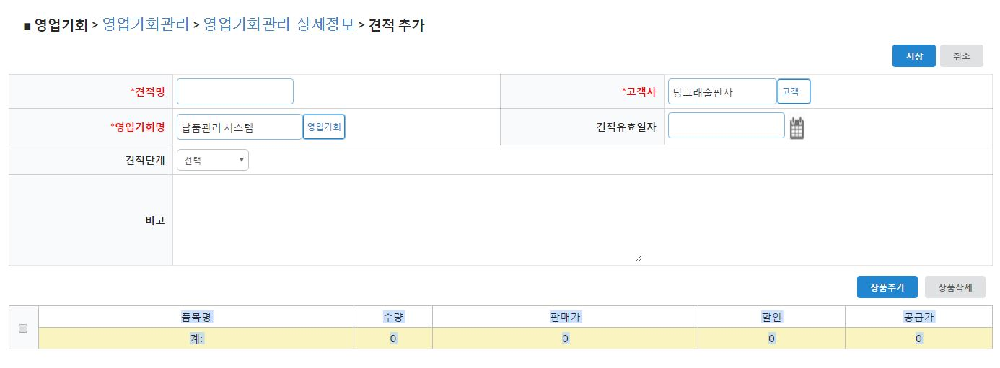 ■ 영업기회 > 영업기회관리 > 영업기회관리 상세정보 > 견적 추가
저장 취소
*견적명 *고객사 당그래출판사 고객
*영업기회명 납품관리 시스템 영업기회 견적유효일자
견적단계 선택
비고
상품추가 상품삭제
품목명 수량 판매가 할인 공급가
계: 0 0 0 0